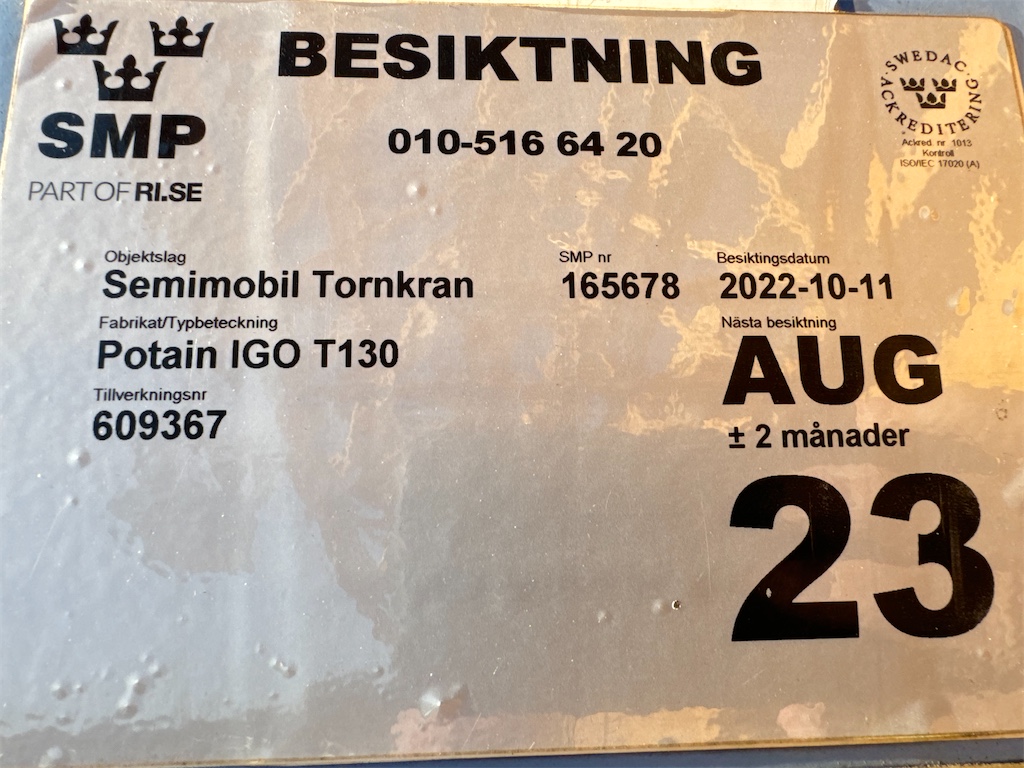 BESIKTNING
SMP
PART OF RI.SE
010-516 64 20
SWEDAC
ACKREDITERING
Ackred. nr 1013
Kontroll
ISO/IEC 17020 (A)
Objektslag
Semimobil Tornkran
SMP nr
165678
Besiktingsdatum
2022-10-11
Fabrikat/Typbeteckning
Potain IGO T130
Nästa besiktning
AUG
± 2 månader
23
Tillverkningsnr
609367